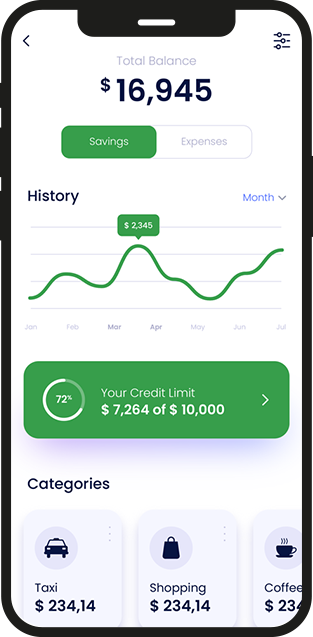 Total Balance
$ 16,945
Savings Expenses
History Month
$ 2,345
Jan Feb Mar Apr May Jun Jul
72%
Your Credit Limit
$ 7,264 of $ 10,000
Categories
Taxi Shopping Coffee
$ 234,14 $ 234,14 $ 234